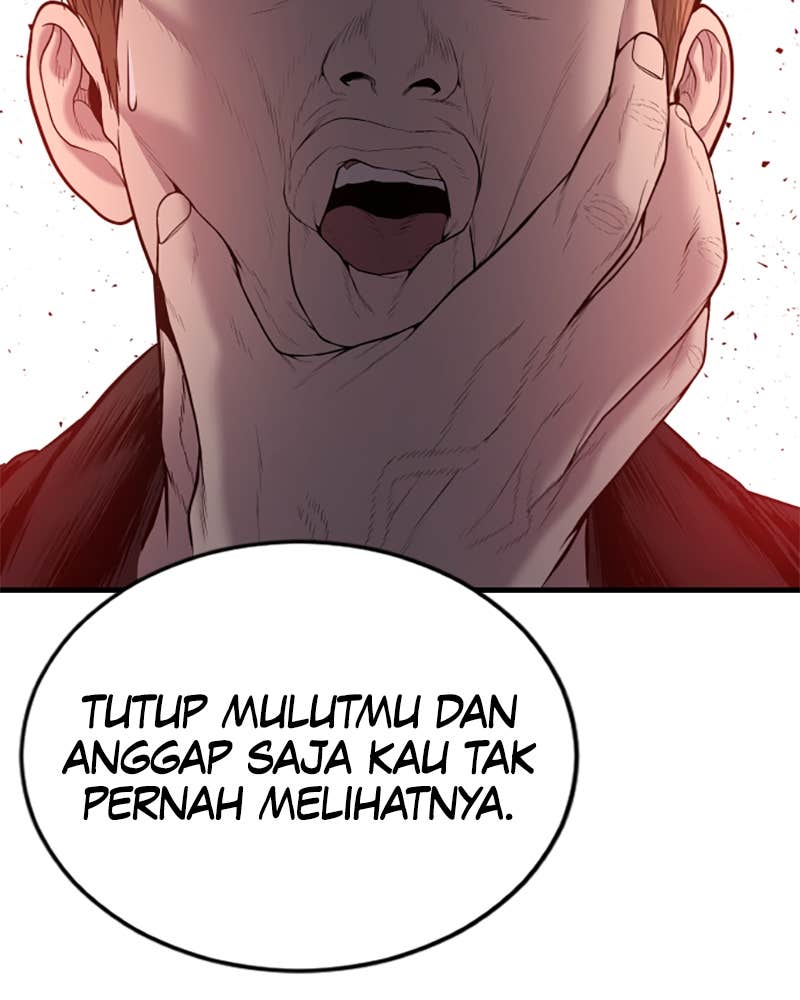 TUTUP MULUTMU DAN
ANGGAP SAJA KAU TAK
PERNAH MELIHATNYA.